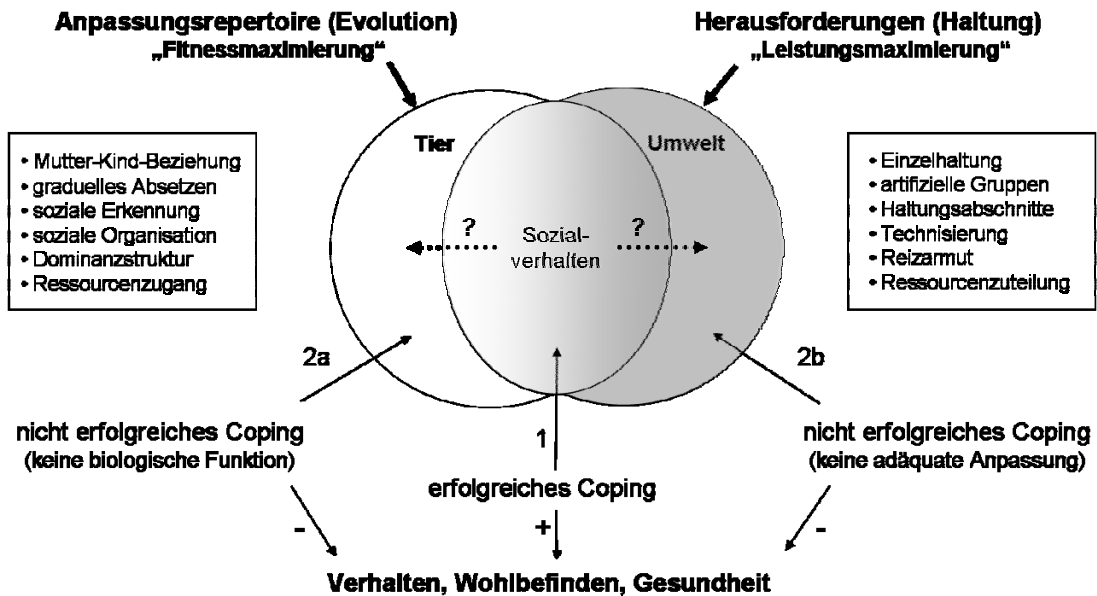 Anpassungsrepertoire (Evolution)
„Fitnessmaximierung“
Herausforderungen (Haltung)
„Leistungsmaximierung“
Tier
Umwelt
• Mutter-Kind-Beziehung
• graduelles Absetzen
• soziale Erkennung
• soziale Organisation
• Dominanzstruktur
• Ressourcenzugang
?
Sozial-
verhalten
?
• Einzelhaltung
• artifizielle Gruppen
• Haltungsabschnitte
• Technisierung
• Reizarmut
• Ressourcenzuteilung
2a
nicht erfolgreiches Coping
(keine biologische Funktion)
-
1
erfolgreiches Coping
+
2b
nicht erfolgreiches Coping
(keine adäquate Anpassung)
-
Verhalten, Wohlbefinden, Gesundheit